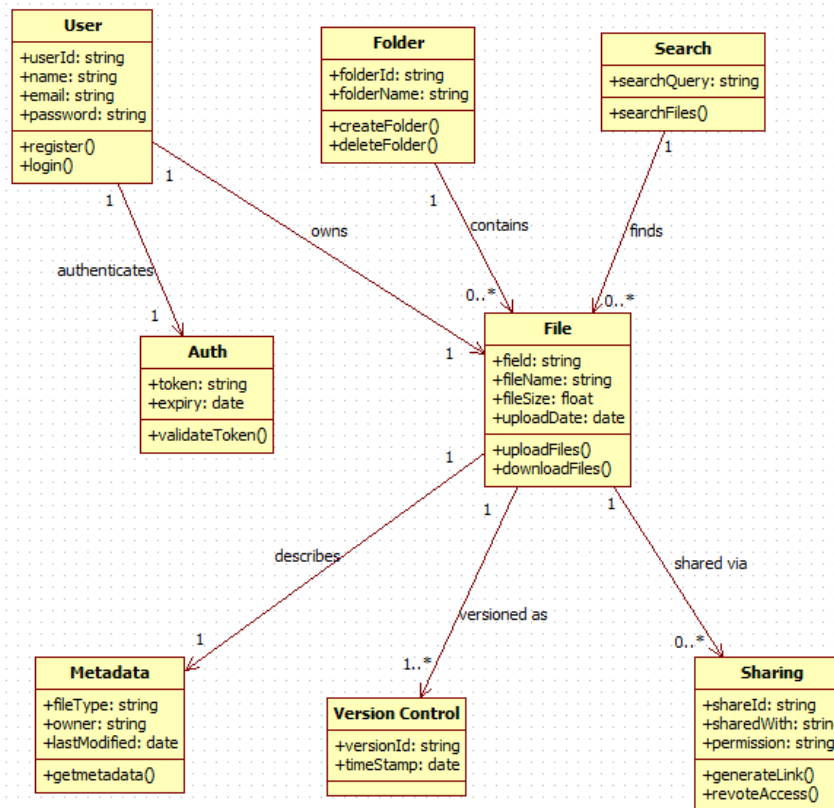 User
+userId: string
+name: string
+email: string
+password: string
+register()
+login()
Folder
+folderId: string
+folderName: string
+createFolder()
+deleteFolder()
Search
+searchQuery: string
+searchFiles()
1
1
owns
1
contains
0..*
1
finds
0..*
1
authenticates
1
Auth
+token: string
+expiry: date
+validateToken()
File
+field: string
+fileName: string
+fileSize: float
+uploadDate: date
+uploadFiles()
+downloadFiles()
1
describes
1
1
versioned as
1..*
1
shared via
0..*
Metadata
+fileType: string
+owner: string
+lastModified: date
+getmetadata()
Version Control
+versionId: string
+timeStamp: date
Sharing
+shareId: string
+sharedWith: string
+permission: string
+generateLink()
+revoteAccess()